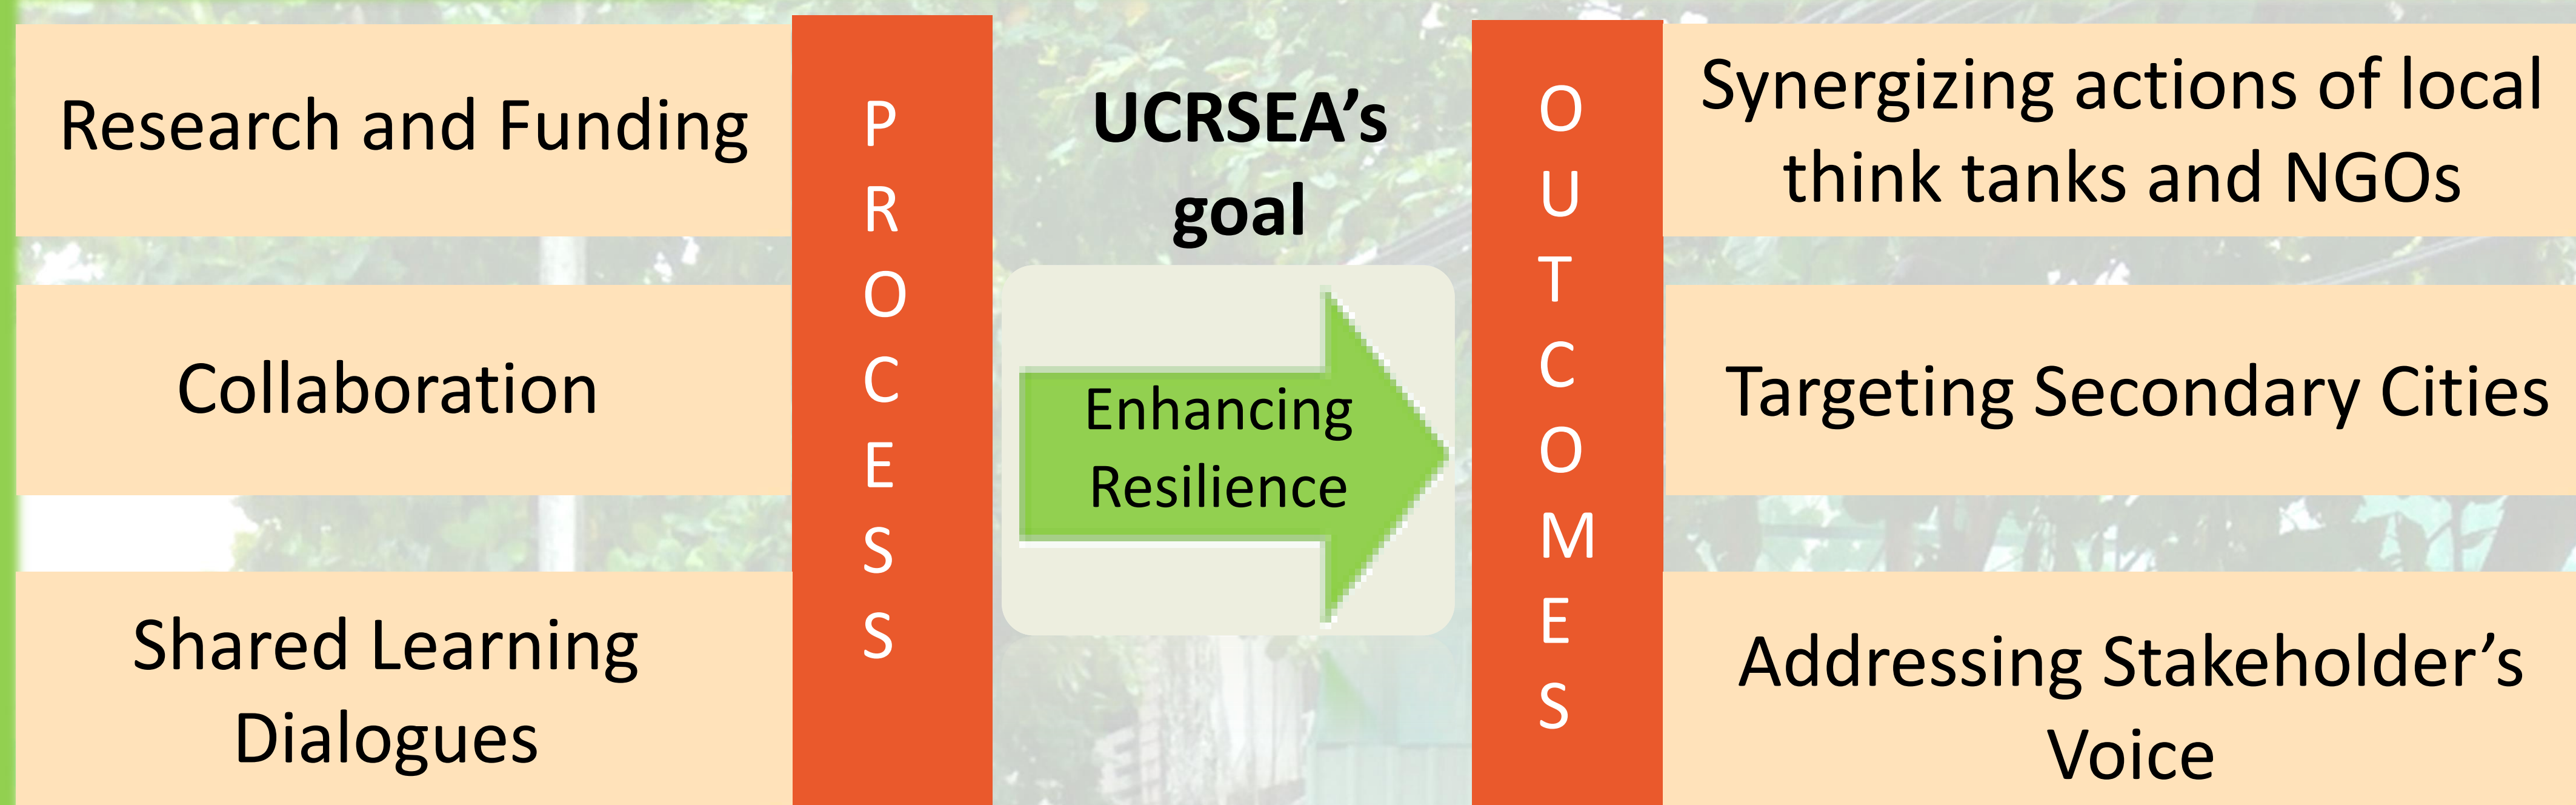 Research and Funding
Collaboration
Shared Learning
Dialogues
P
R
O
C
E
S
S
UCRSEA’s
goal
Enhancing
Resilience
O
U
T
C
O
M
E
S
Synergizing actions of local
think tanks and NGOs
Targeting Secondary Cities
Addressing Stakeholder’s
Voice